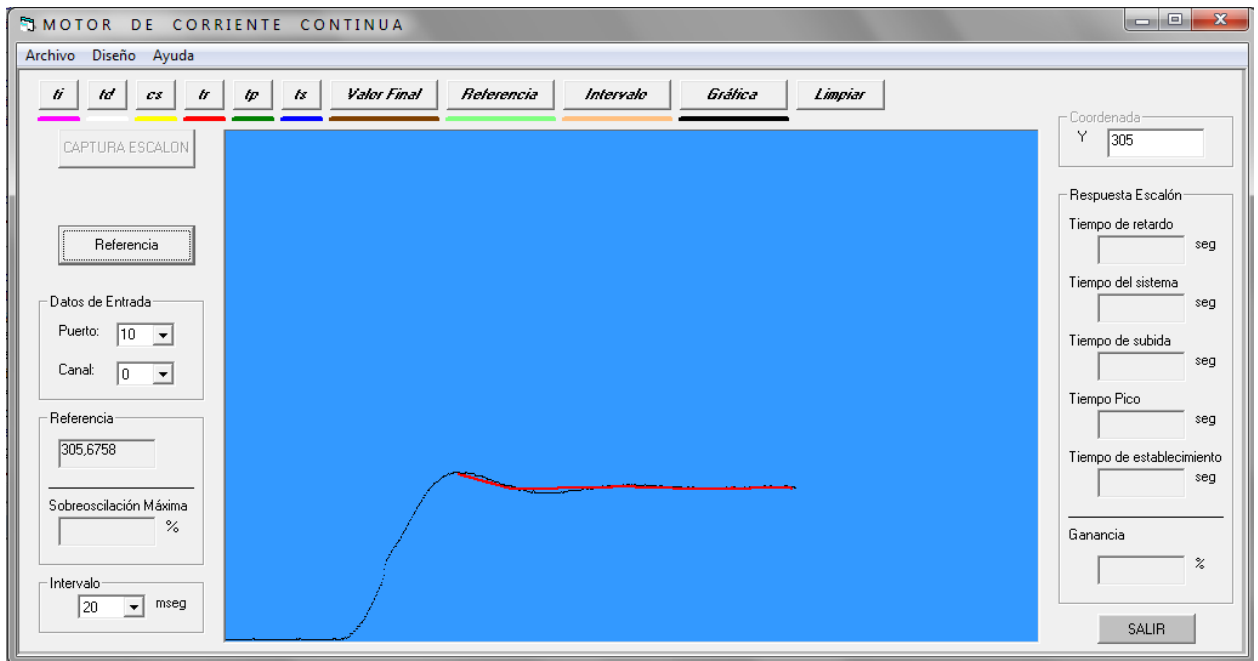 MOTOR DE CORRIENTE CONTINUA
Archivo Diseño Ayuda
ti td cs tr tp ts Valor Final Referencia Intervalo Gráfica Limpiar
CAPTURA ESCALON
Referencia
Datos de Entrada
Puerto: 10
Canal: 0
Referencia
305,6758
Sobreoscilación Máxima
%
Intervalo
20 mseg
Coordenada
Y 305
Respuesta Escalón
Tiempo de retardo
seg
Tiempo del sistema
seg
Tiempo de subida
seg
Tiempo Pico
seg
Tiempo de establecimiento
seg
Ganancia
%
SALIR